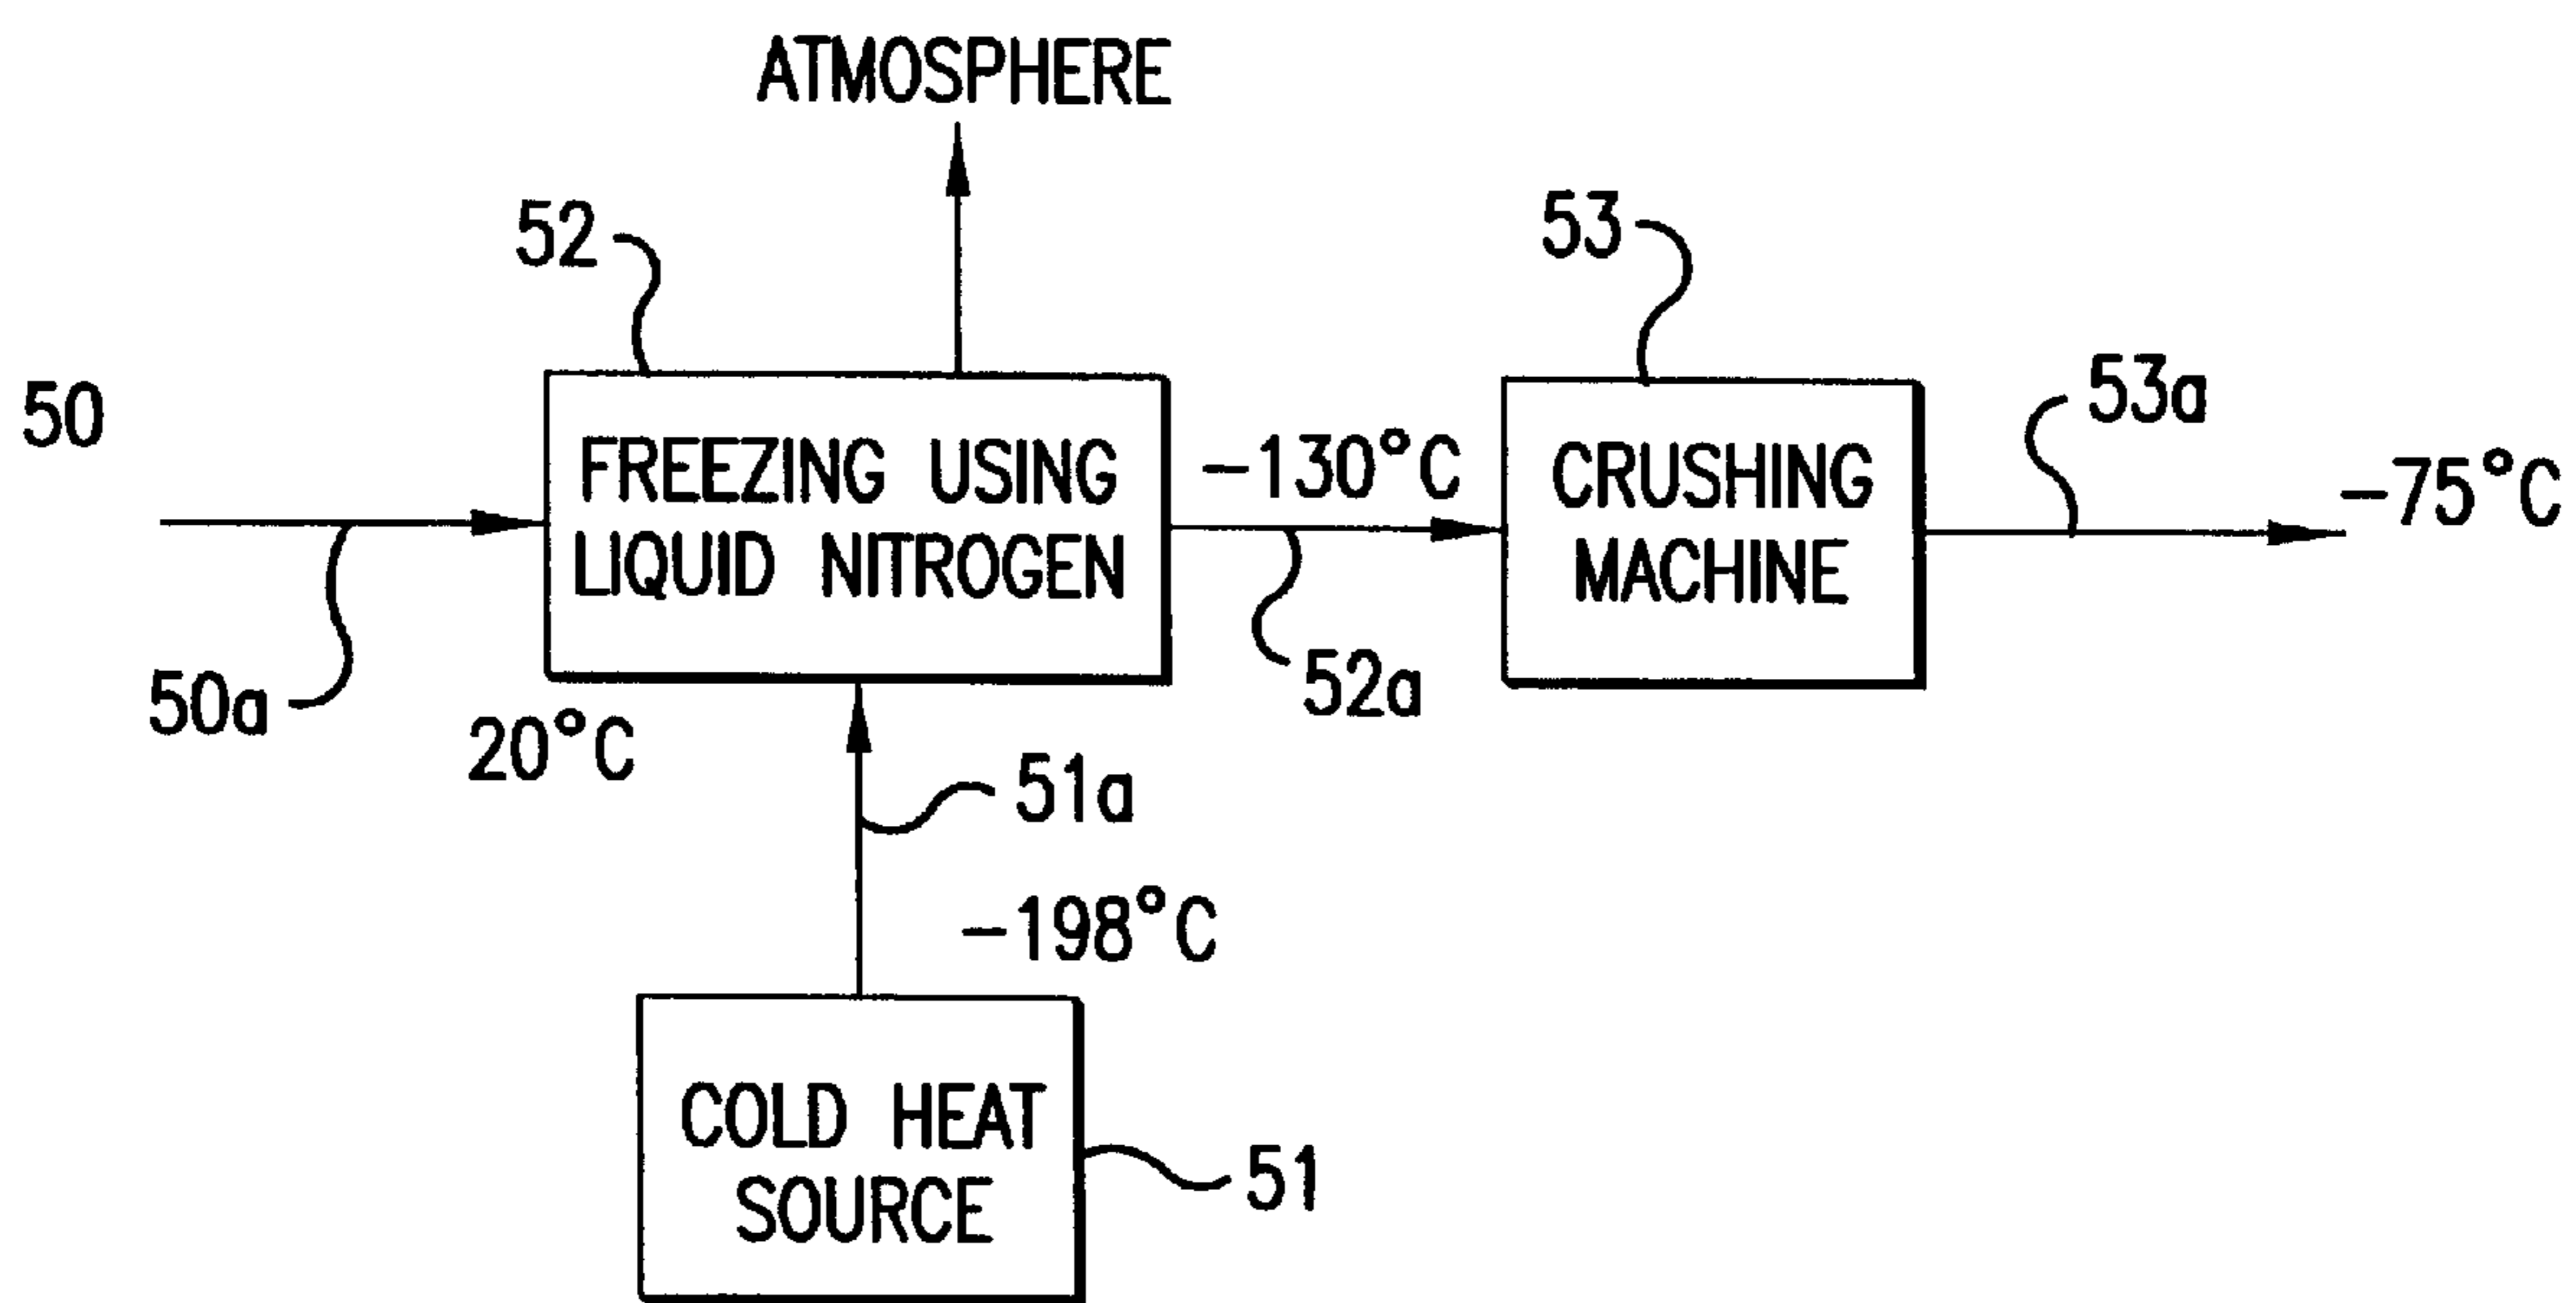 ATMOSPHERE
52
53
50
53a
FREEZING USING
LIQUID NITROGEN
-130°C
CRUSHING
MACHINE
-75°C
50a
52a
20°C
51a
-198°C
COLD HEAT
SOURCE
51